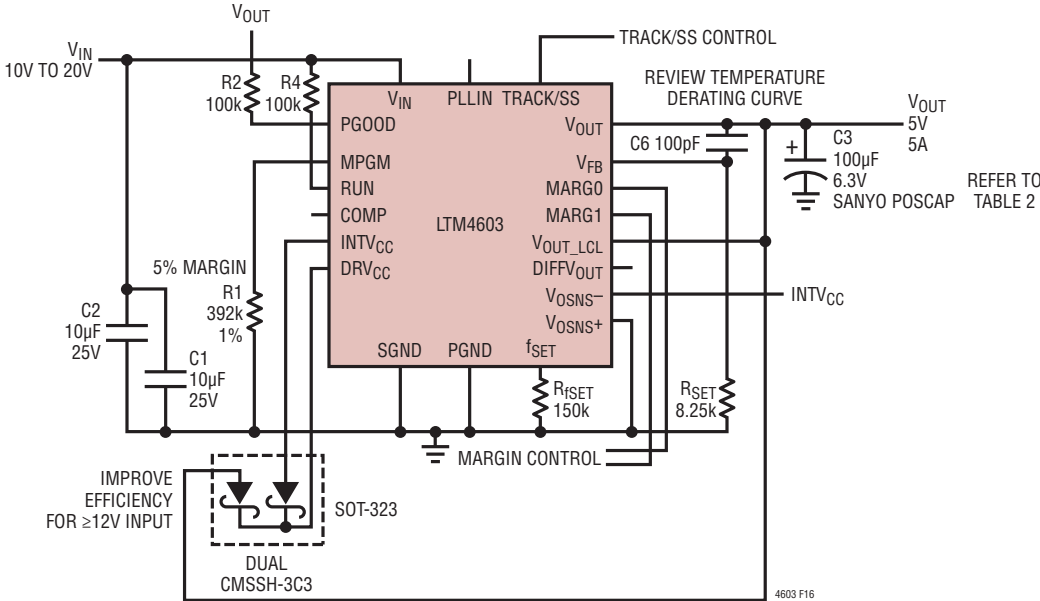 VOUT
VIN
10V TO 20V
R2
100k
R4
100k
TRACK/SS CONTROL
REVIEW TEMPERATURE
DERATING CURVE
VIN
PLLIN
TRACK/SS
PGOOD
MPGM
RUN
COMP
INTVCC
DRVCC
LTM4603
VOUT
VFB
MARG0
MARG1
VOUT_LCL
DIFFVOUT
VOSNS–
VOSNS+
SGND
PGND
fSET
C6 100pF
VOUT
5V
5A
+
C3
100µF
6.3V
SANYO POSCAP
REFER TO
TABLE 2
INTVCC
5% MARGIN
R1
392k
1%
C2
10µF
25V
C1
10µF
25V
RfSET
150k
RSET
8.25k
MARGIN CONTROL
IMPROVE
EFFICIENCY
FOR ≥12V INPUT
SOT-323
DUAL
CMSSH-3C3
4603 F16